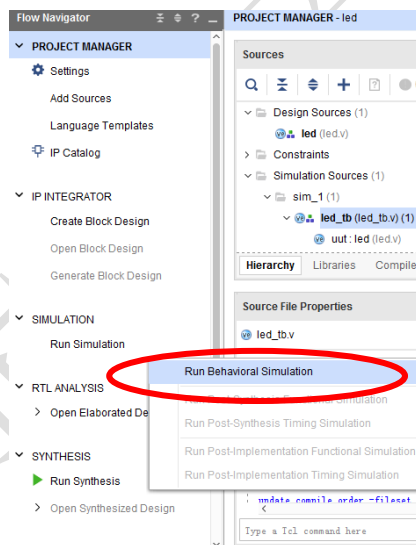 Flow Navigator
?
PROJECT MANAGER - led
PROJECT MANAGER
Settings
Add Sources
Language Templates
IP Catalog
IP INTEGRATOR
Create Block Design
Open Block Design
Generate Block Design
SIMULATION
Run Simulation
RTL ANALYSIS
Open Elaborated De
SYNTHESIS
Run Synthesis
Open Synthesized Design
Sources
Design Sources (1)
led (led.v)
Constraints
Simulation Sources (1)
sim_1 (1)
led_tb (led_tb.v) (1)
uut : led (led.v)
Hierarchy Libraries Compile
Source File Properties
led_tb.v
Run Behavioral Simulation
Run Post-Synthesis Functional Simulation
Run Post-Synthesis Timing Simulation
Run Post-Implementation Functional Simulation
Run Post-Implementation Timing Simulation
update_compile_order -fileset
Type a Tcl command here